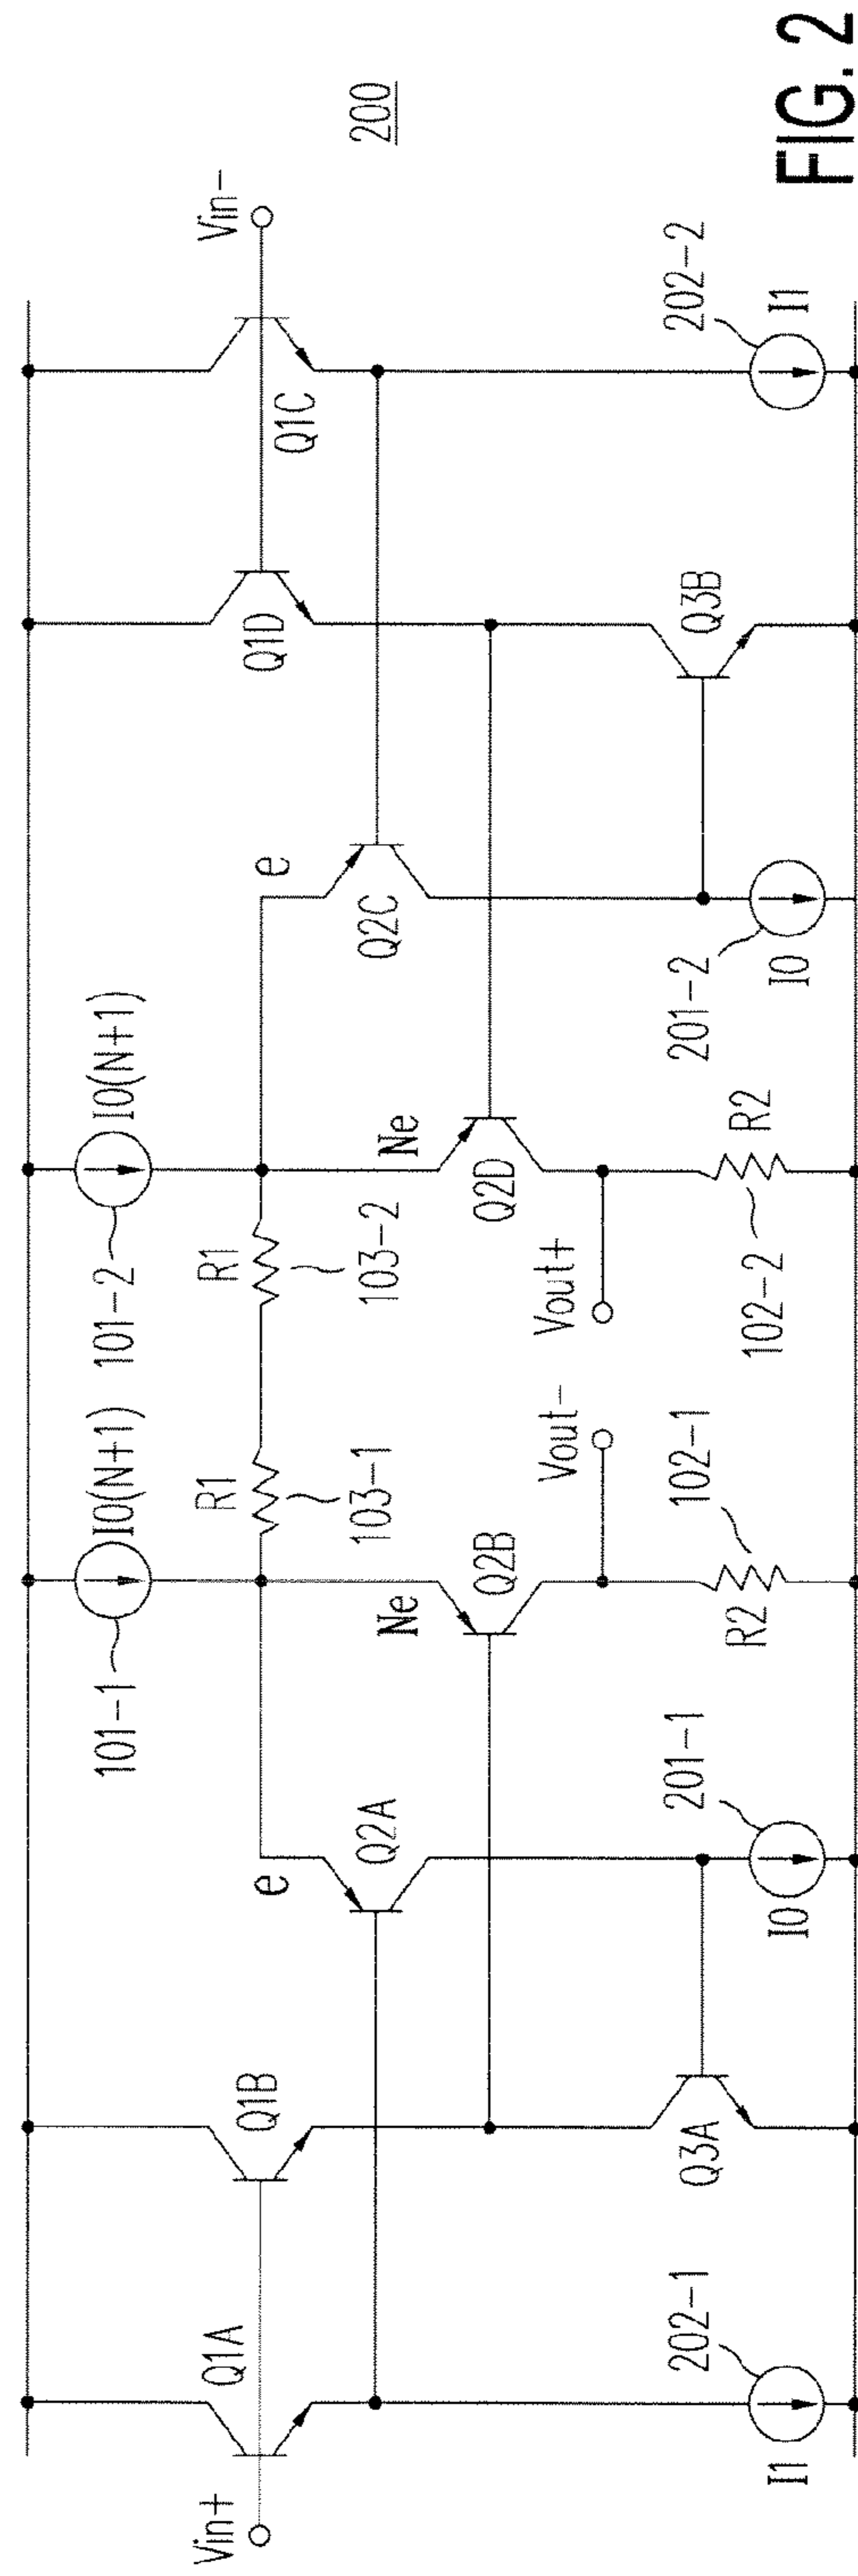 FIG. 2
200
Vin+
Q1A
Q1B
I1
202-1
Q3A
e
Q2A
I0
201-1
101-1
I0(N+1)
Ne
Q2B
R2
102-1
R1
103-1
Vout-
Vout+
R1
103-2
101-2
I0(N+1)
Ne
Q2D
102-2
R2
e
Q2C
201-2
I0
Q1D
Q3B
Q1C
Vin-
202-2
I1